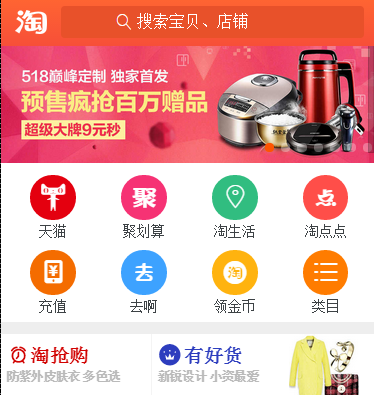 淘 搜索宝贝、店铺
518巅峰定制 独家首发
预售疯抢百万赠品
超级大牌9元秒
聚 点
天猫 聚划算 淘生活 淘点点
¥ 去 淘
充值 去啊 领金币 类目
淘抢购 有好货
防紫外皮肤衣 多色选 新锐设计 小资最爱